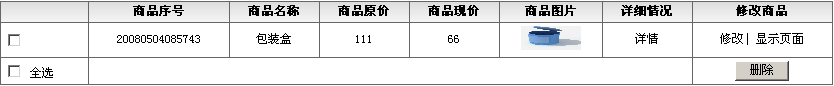 商品序号 商品名称 商品原价 商品现价 商品图片 详细情况 修改商品
20080504085743 包装盒 111 66 详情 修改| 显示页面
全选 删除